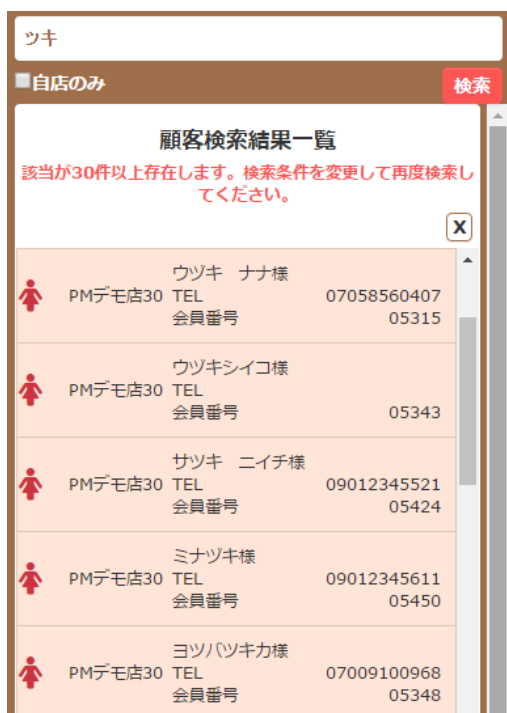 ツキ
自店のみ
検索
顧客検索結果一覧
該当が30件以上存在します。検索条件を変更して再度検索し
てください。
X
ウヅキ　ナナ様
PMデモ店30 TEL 07058560407
会員番号 05315
ウヅキシイコ様
PMデモ店30 TEL
会員番号 05343
サツキ　ニイチ様
PMデモ店30 TEL 09012345521
会員番号 05424
ミナヅキ様
PMデモ店30 TEL 09012345611
会員番号 05450
ヨツバツキカ様
PMデモ店30 TEL 07009100968
会員番号 05348